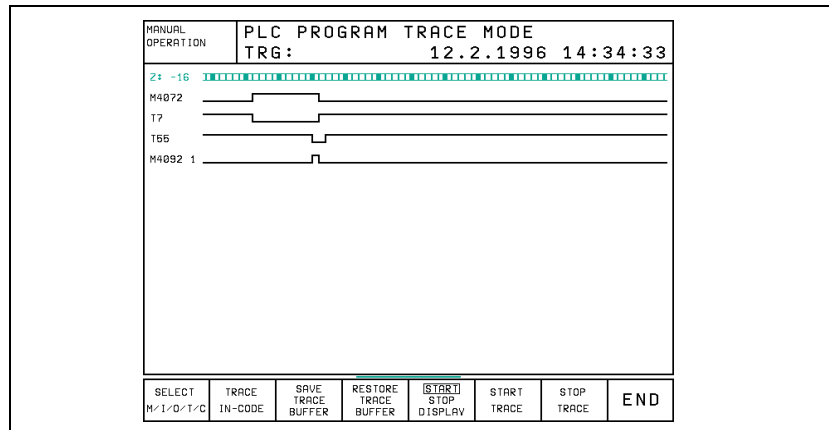 MANUAL
OPERATION
PLC PROGRAM TRACE MODE
TRG: 12.2.1996 14:34:33
Z: -16
M4072
T7
T55
M4092 1
SELECT
M/I/O/T/C
TRACE
IN-CODE
SAVE
TRACE
BUFFER
RESTORE
TRACE
BUFFER
START
STOP
DISPLAY
START
TRACE
STOP
TRACE
END